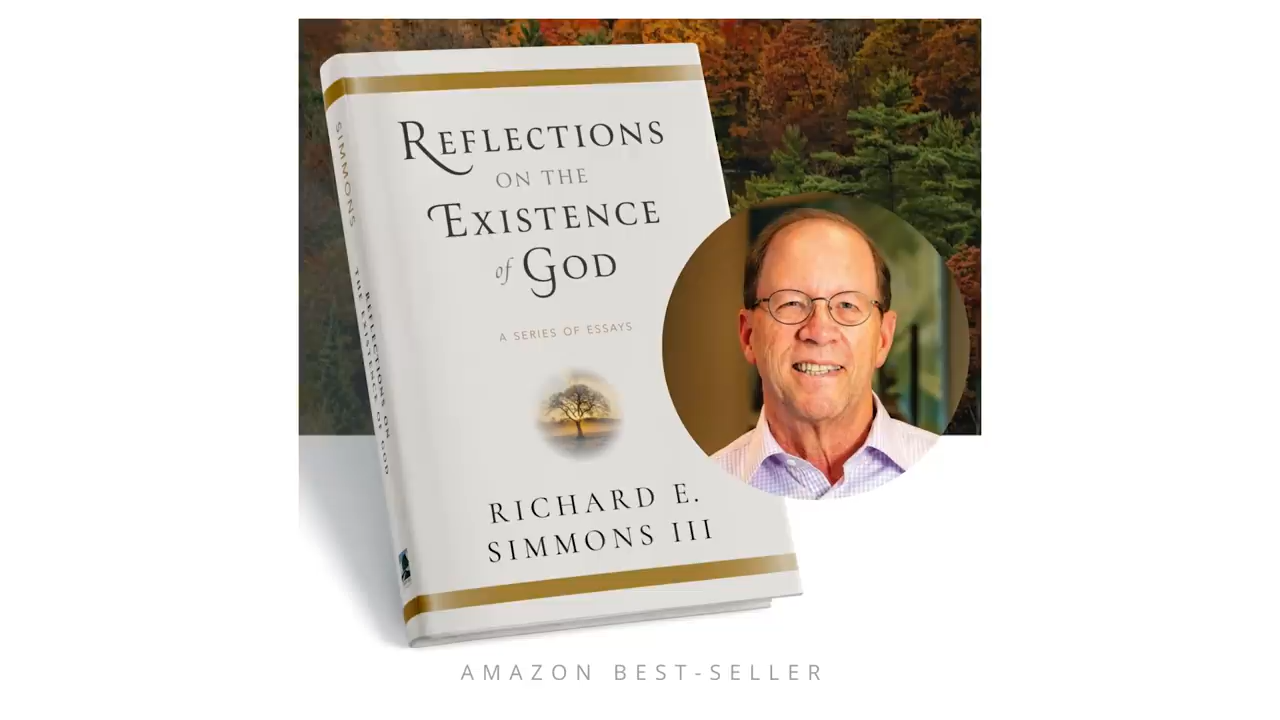 REFLECTIONS
ON THE
EXISTENCE
of GOD
A SERIES OF ESSAYS
RICHARD E.
SIMMONS III
SIMMONS
REFLECTIONS ON
THE EXISTENCE OF GOD
AMAZON BEST-SELLER